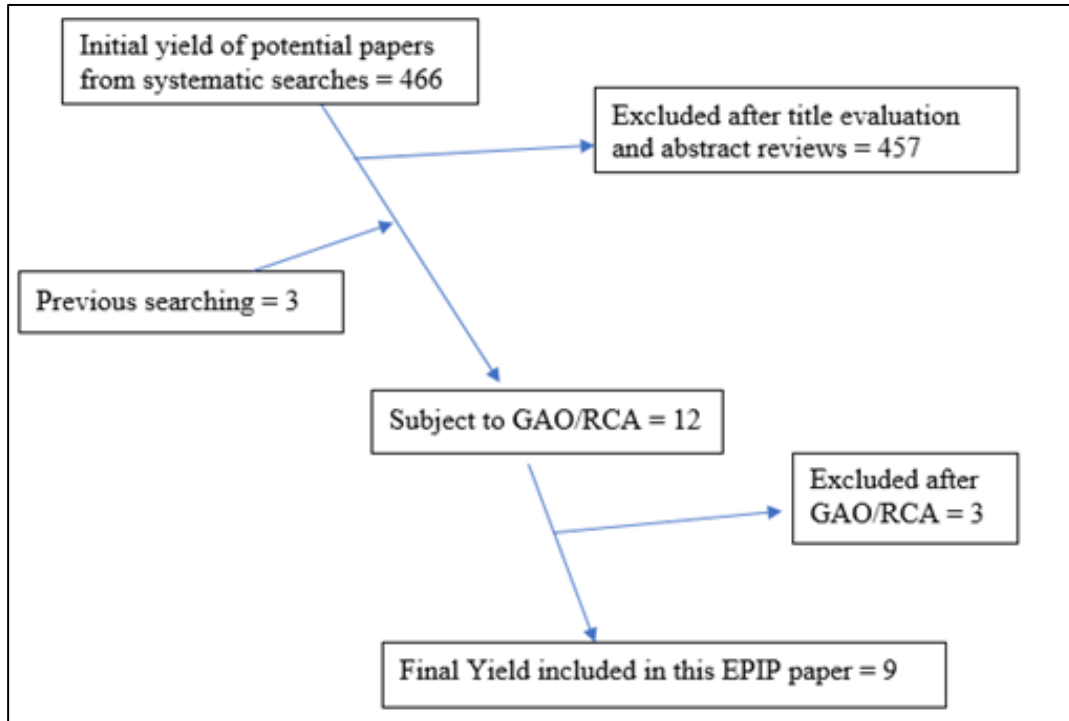 Initial yield of potential papers
from systematic searches = 466
Excluded after title evaluation
and abstract reviews = 457
Previous searching = 3
Subject to GAO/RCA = 12
Excluded after
GAO/RCA = 3
Final Yield included in this EPIP paper = 9